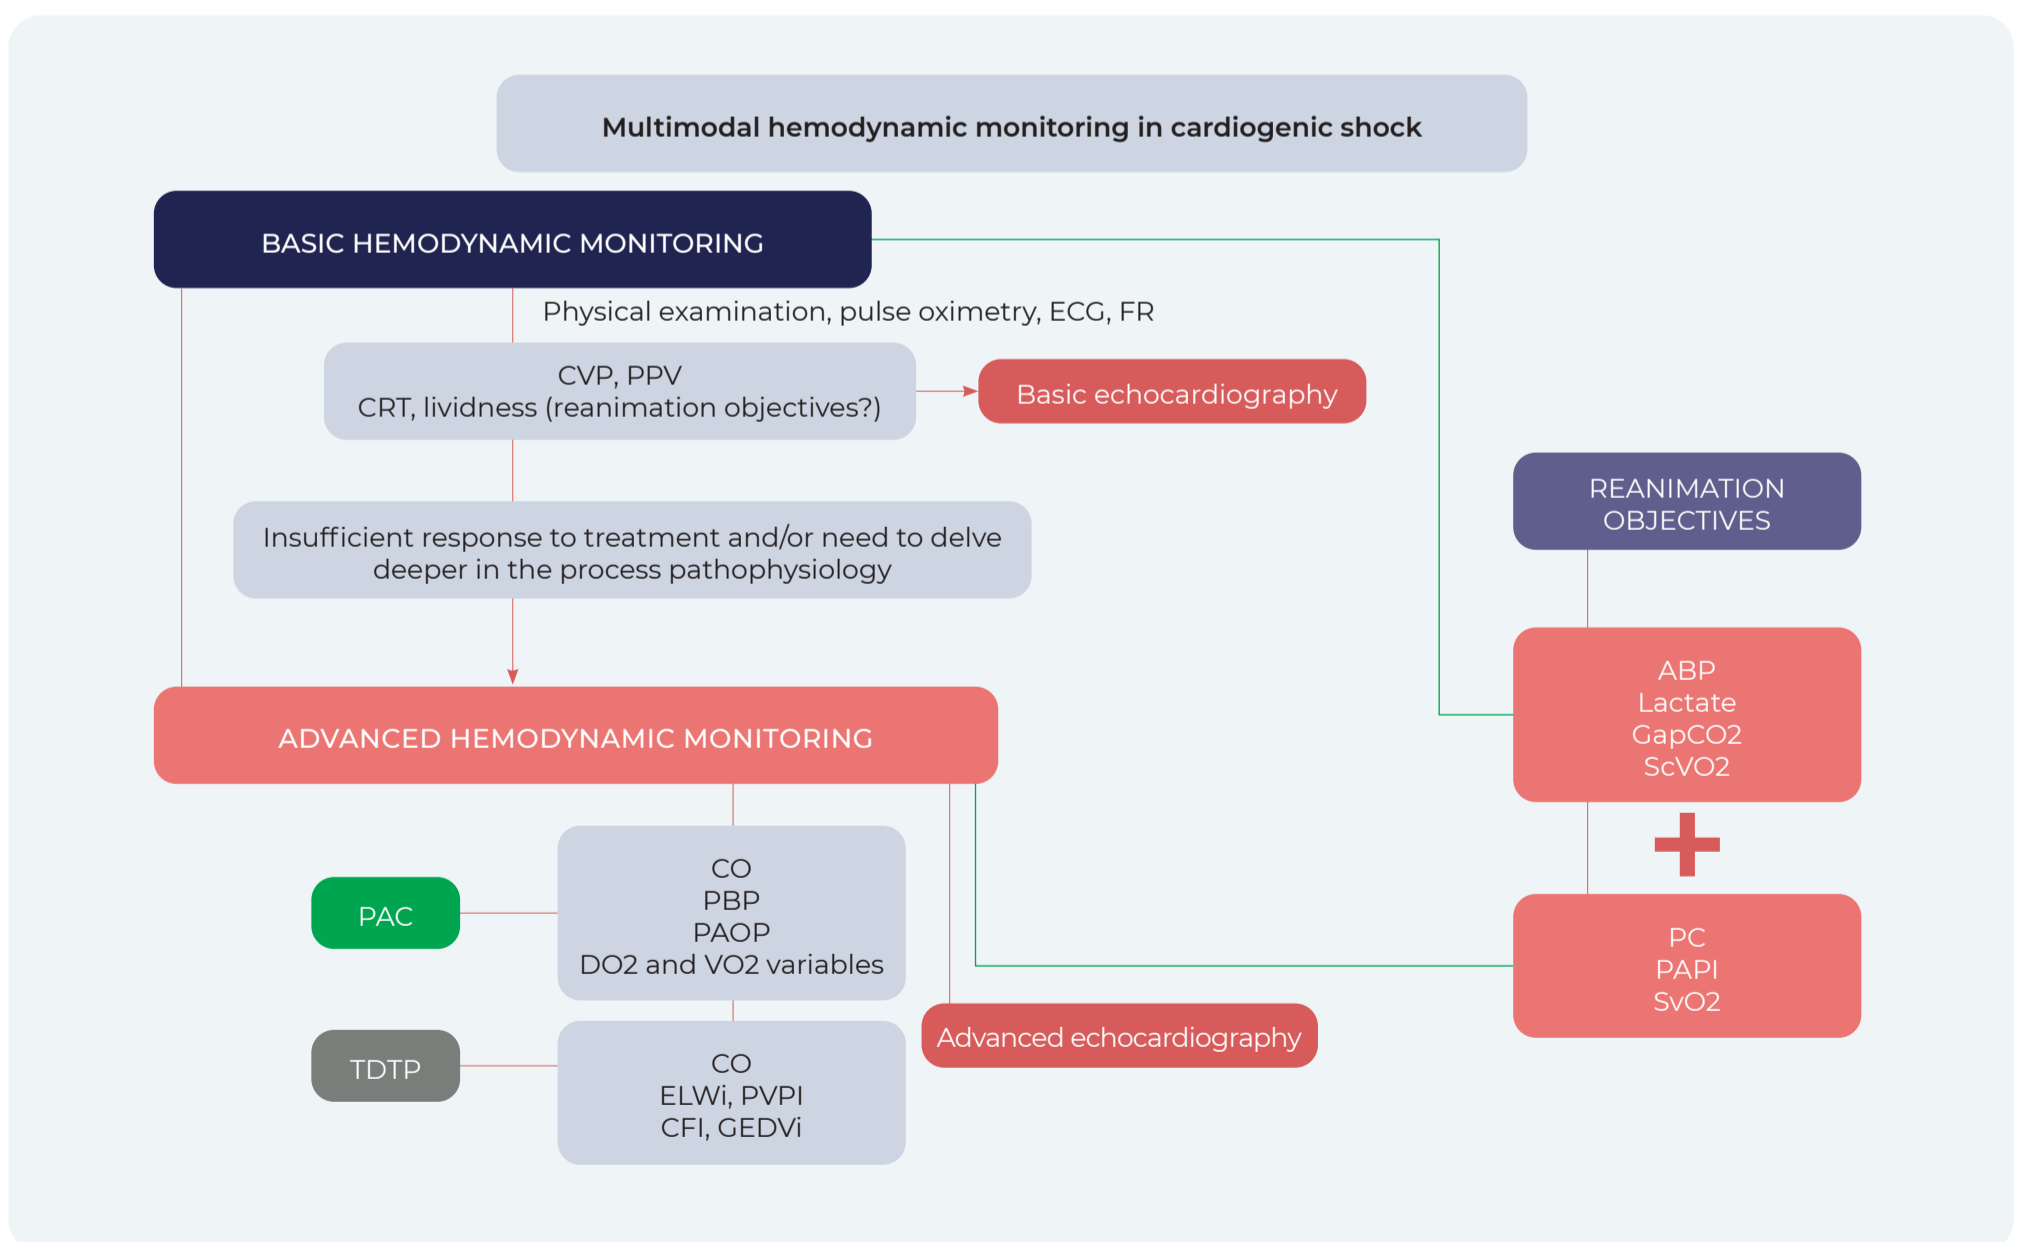 Multimodal hemodynamic monitoring in cardiogenic shock
BASIC HEMODYNAMIC MONITORING
Physical examination, pulse oximetry, ECG, FR
CVP, PPV
CRT, lividness (reanimation objectives?)
Basic echocardiography
Insufficient response to treatment and/or need to delve
deeper in the process pathophysiology
ADVANCED HEMODYNAMIC MONITORING
PAC
CO
PBP
PAOP
DO2 and VO2 variables
TDTP
CO
ELWi, PVPI
CFI, GEDVi
Advanced echocardiography
REANIMATION
OBJECTIVES
ABP
Lactate
GapCO2
ScVO2
+
PC
PAPI
SvO2